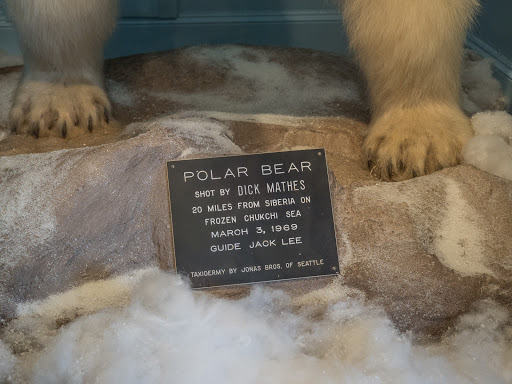 POLAR BEAR
SHOT BY DICK MATHES
20 MILES FROM SIBERIA ON
FROZEN CHUKCHI SEA
MARCH 3, 1969
GUIDE JACK LEE
TAXIDERMY BY JONAS BROS. OF SEATTLE